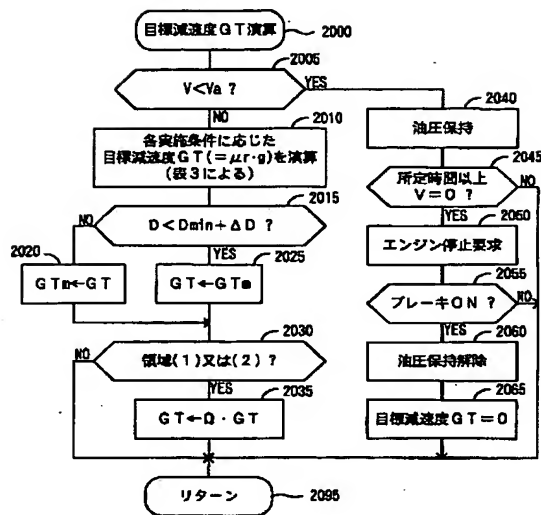 目標減速度GT演算
2000
2005
V<Va?
YES
NO
2010
各実施条件に応じた
目標減速度GT(=μr·g)を演算
(表3による)
2015
D<Dmin+ΔD?
NO
YES
2020
GTm←GT
2025
GT←GTm
2030
領域(1)又は(2)?
NO
YES
2035
GT←Ω·GT
リターン
2095
2040
油圧保持
2045
所定時間以上
V=0?
NO
YES
2050
エンジン停止要求
2055
ブレーキON?
NO
YES
2060
油圧保持解除
2065
目標減速度GT=0